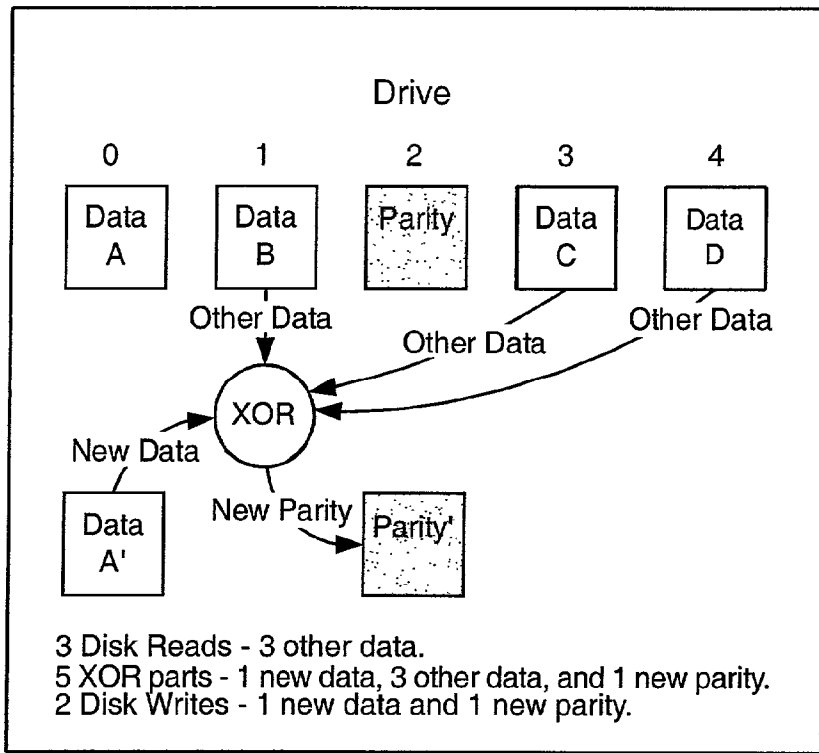 Drive
0 1 2 3 4
Data A
Data B
Parity
Data C
Data D
Other Data
Other Data
Other Data
XOR
New Data
New Parity
Data A'
Parity'
3 Disk Reads - 3 other data.
5 XOR parts - 1 new data, 3 other data, and 1 new parity.
2 Disk Writes - 1 new data and 1 new parity.